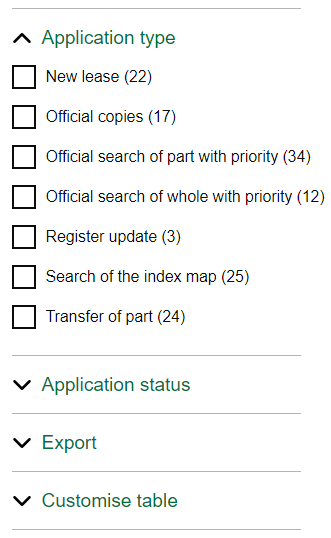 Application type
New lease (22)
Official copies (17)
Official search of part with priority (34)
Official search of whole with priority (12)
Register update (3)
Search of the index map (25)
Transfer of part (24)
Application status
Export
Customise table